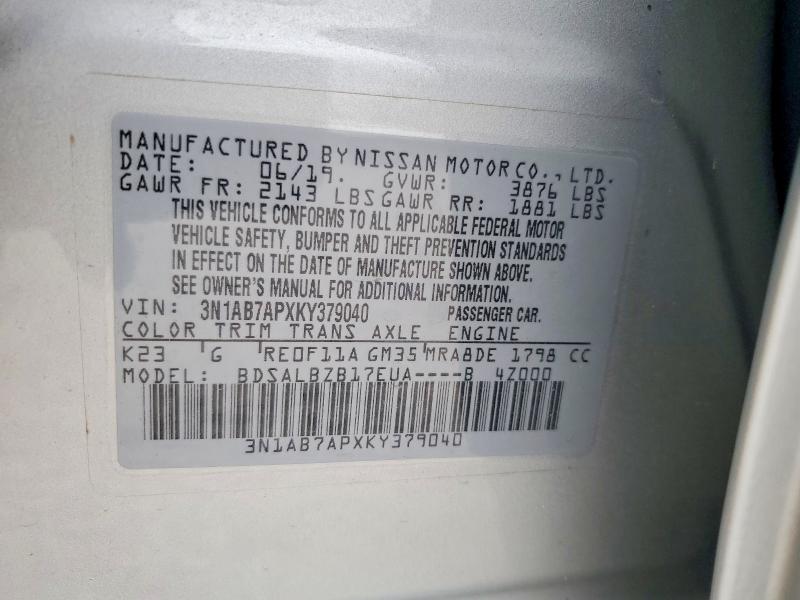 MANUFACTURED BY NISSAN MOTOR CO., LTD.
DATE: 06/19. GVWR: 3876 LBS
GAWR FR: 2143 LBS GAWR RR: 1881 LBS
THIS VEHICLE CONFORMS TO ALL APPLICABLE FEDERAL MOTOR
VEHICLE SAFETY, BUMPER AND THEFT PREVENTION STANDARDS
IN EFFECT ON THE DATE OF MANUFACTURE SHOWN ABOVE.
SEE OWNER'S MANUAL FOR ADDITIONAL INFORMATION.
VIN: 3N1AB7APXKY379040 PASSENGER CAR.
COLOR TRIM TRANS AXLE ENGINE
K23 G RE0F11A GM35 MRA8DE 1798 CC
MODEL: BDSALBZB17EUA----B 4Z000
3N1AB7APXKY379040